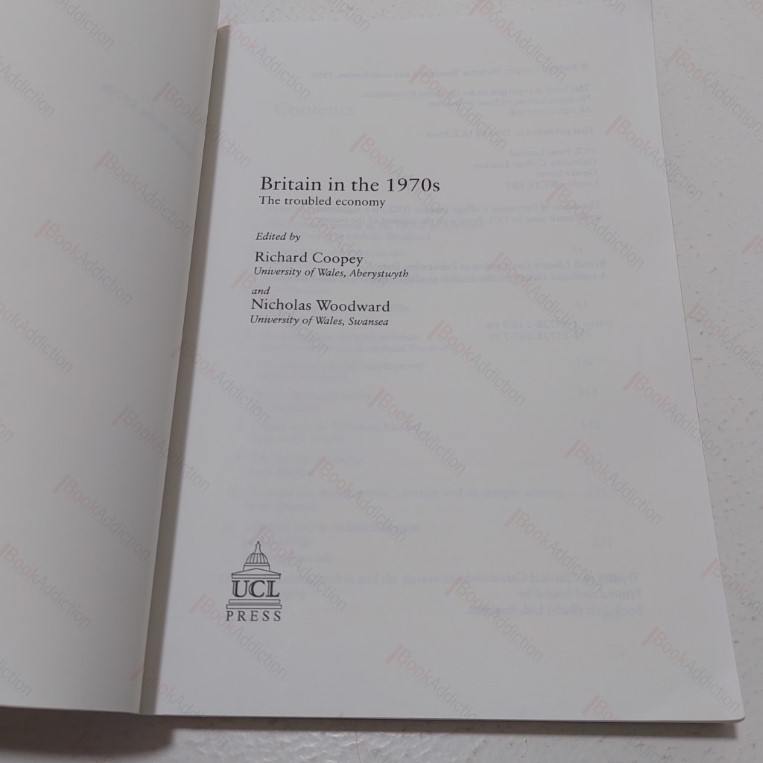 Britain in the 1970s
The troubled economy
Edited by
Richard Coopey
University of Wales, Aberystwyth
and
Nicholas Woodward
University of Wales, Swansea
UCL
PRESS
BookAddiction